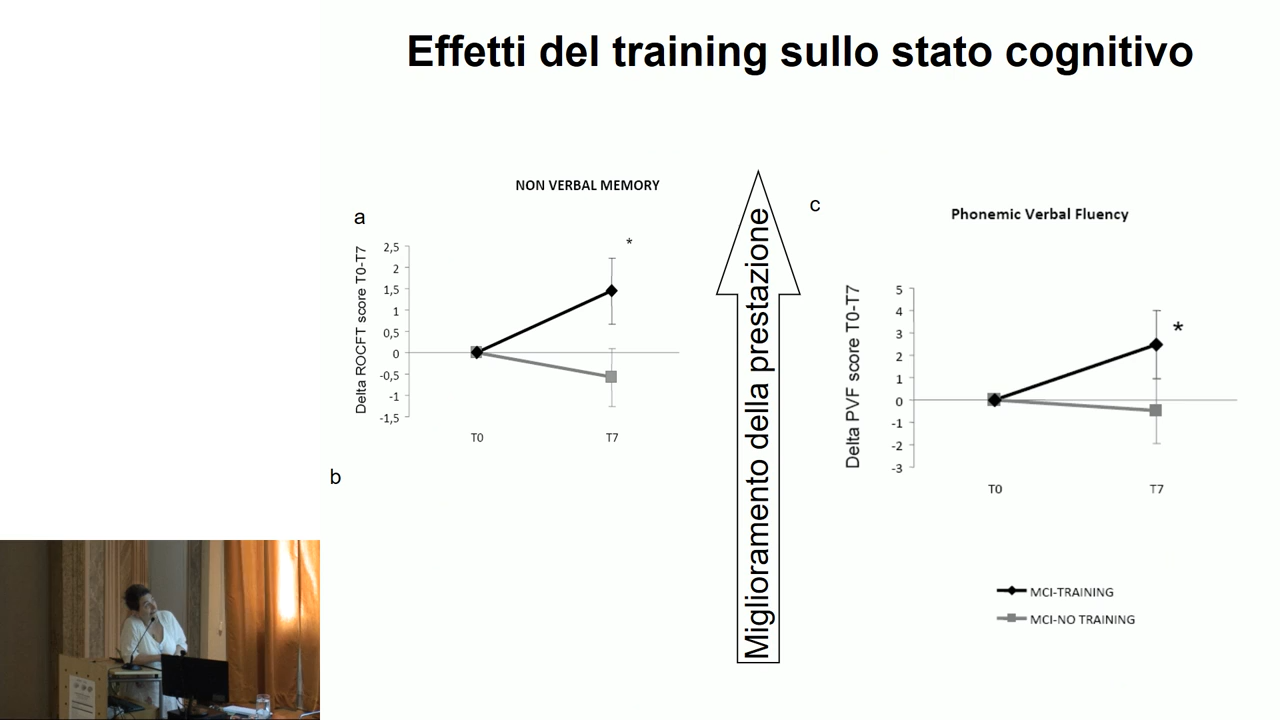 Effetti del training sullo stato cognitivo
NON VERBAL MEMORY
a
Delta ROCFT score T0-T7
2,5
2
1,5
1
0,5
0
-0,5
-1
-1,5
*
T0
T7
b
Miglioramento della prestazione
c
Phonemic Verbal Fluency
Delta PVF score T0-T7
5
4
3
2
1
0
-1
-2
-3
*
T0
T7
MCI-TRAINING
MCI-NO TRAINING